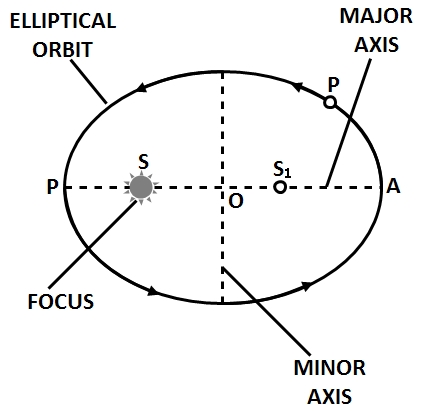 ELLIPTICAL
ORBIT
MAJOR
AXIS
P
S
S₁
P
O
A
FOCUS
MINOR
AXIS